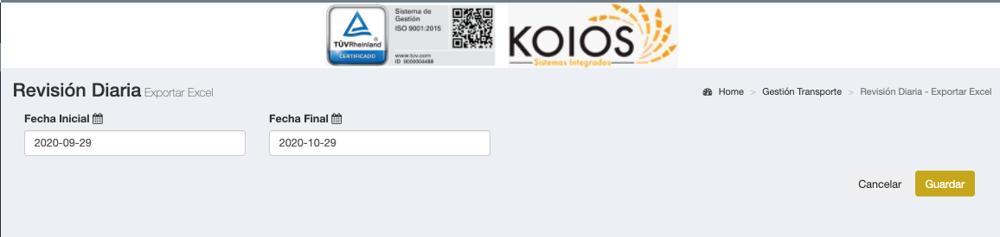 Sistema de
Gestión
ISO 9001:2015
TÜVRheinland
CERTIFICADO
www.tuv.com
ID 9000004488
KOIOS
Sistemas Integrados
Revisión Diaria Exportar Excel
Home > Gestión Transporte > Revisión Diaria - Exportar Excel
Fecha Inicial
Fecha Final
2020-09-29
2020-10-29
Cancelar
Guardar